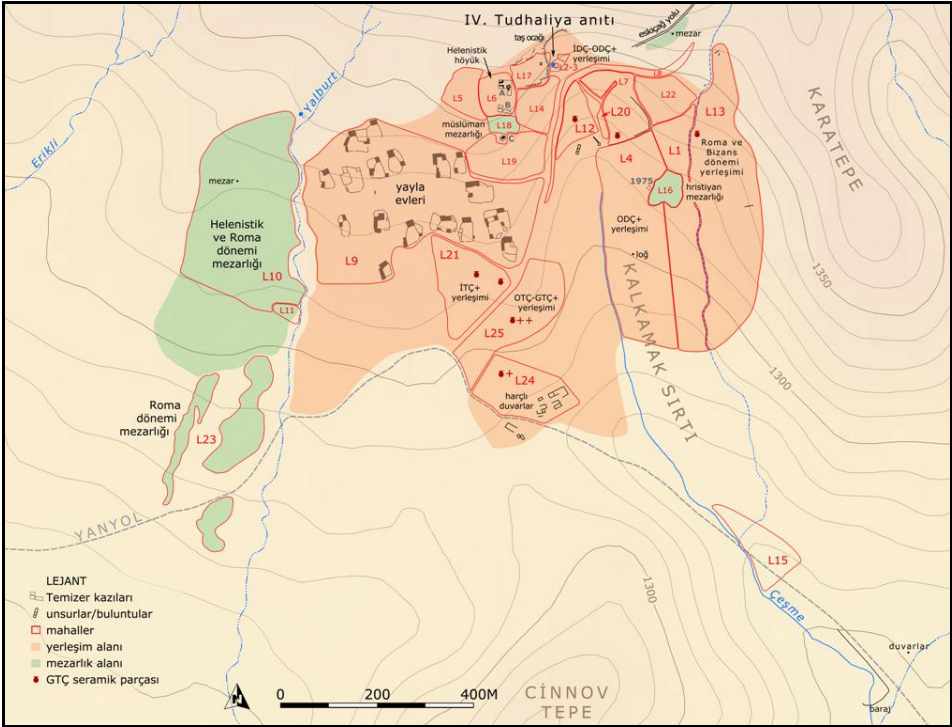 IV. Tudhaliya anıtı
eskiçağ yolu
mezar
taş ocağı
İDÇ-ODÇ+
yerleşimi
Helenistik
höyük
L2-3
L17
L5
L6
A
B
L14
L18
müslüman
mezarlığı
C
L19
L7
L8
L20
L22
L12
L13
Roma ve
Bizans
dönemi
yerleşimi
L4
L1
1975
L16
hristiyan
mezarlığı
KARATEPE
1350
Erikli
Yalburt
mezar
Helenistik
ve Roma
dönemi
mezarlığı
L10
L11
yayla
evleri
L9
L21
İTÇ+
yerleşimi
OTÇ-GTÇ+
yerleşimi
++
L25
ODÇ+
yerleşimi
loğ
KALKAMAK SIRTI
+
L24
harçlı
duvarlar
1300
Roma
dönemi
mezarlığı
L23
YANYOL
L15
Çeşme
1300
duvarlar
baraj
LEJANT
Temizer kazıları
unsurlar/buluntular
mahaller
yerleşim alanı
mezarlık alanı
GTÇ seramik parçası
N
0 200 400M
CİNNOV
TEPE